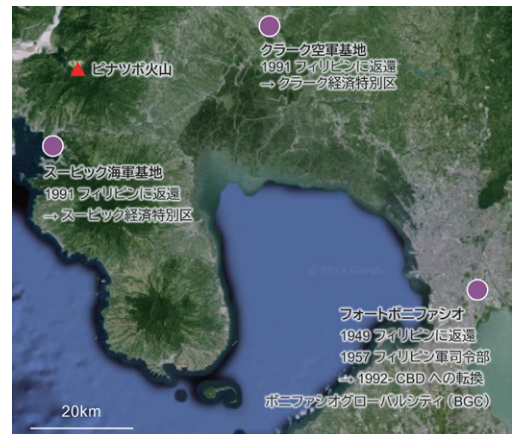 クラーク空軍基地
1991 フィリピンに返還
→ クラーク経済特別区
ピナツボ火山
スービック海軍基地
1991 フィリピンに返還
→ スービック経済特別区
フォートボニファシオ
1949 フィリピンに返還
1957 フィリピン軍司令部
→ 1992- CBD への転換
ボニファシオグローバルシティ（BGC）
20km